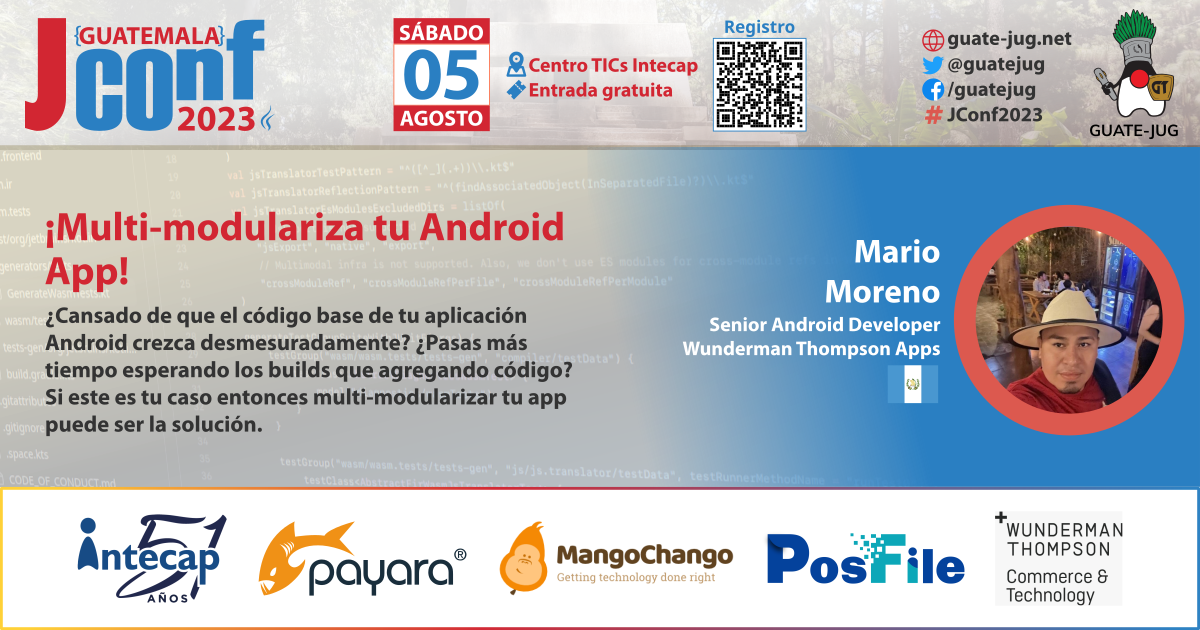 {GUATEMALA}
JConf
2023
SÁBADO
05
AGOSTO
Centro TICs Intecap
Entrada gratuita
Registro
guate-jug.net
@guatejug
/guatejug
# JConf2023
GT
GUATE-JUG
¡Multi-modulariza tu Android
App!
¿Cansado de que el código base de tu aplicación
Android crezca desmesuradamente? ¿Pasas más
tiempo esperando los builds que agregando código?
Si este es tu caso entonces multi-modularizar tu app
puede ser la solución.
Mario
Moreno
Senior Android Developer
Wunderman Thompson Apps
intecap
51
AÑOS
payara®
MangoChango
Getting technology done right
PosFile
+
WUNDERMAN
THOMPSON
Commerce &
Technology